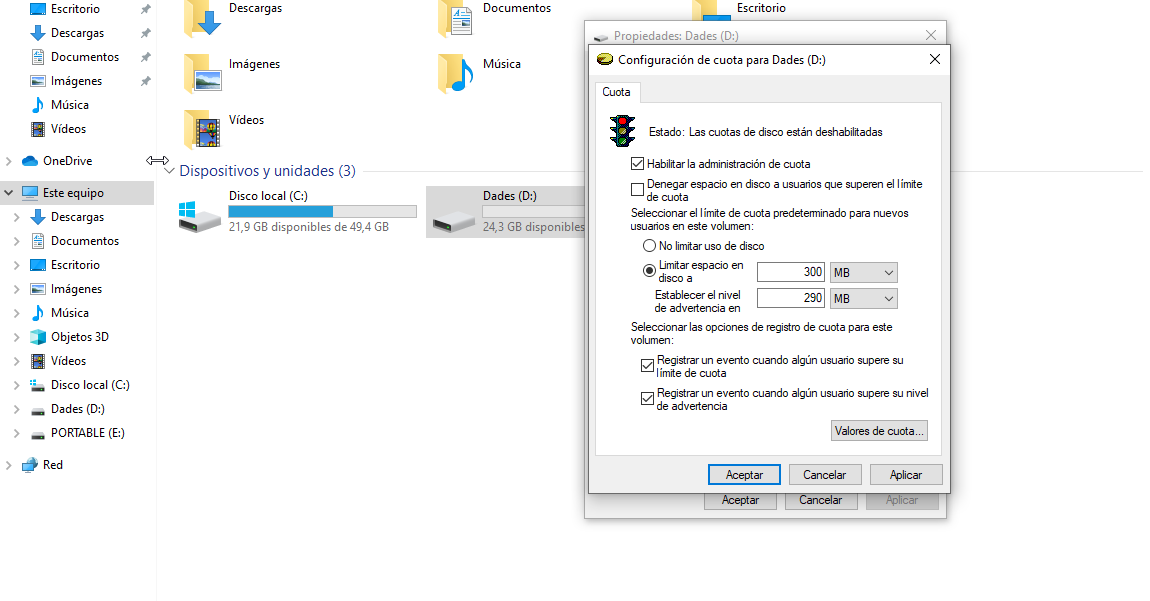 Escritorio
Descargas
Documentos
Imágenes
Música
Vídeos
OneDrive
Este equipo
Descargas
Documentos
Escritorio
Imágenes
Música
Objetos 3D
Vídeos
Disco local (C:)
Dades (D:)
PORTABLE (E:)
Red
Descargas
Documentos
Escritorio
Imágenes
Música
Vídeos
Dispositivos y unidades (3)
Disco local (C:)
21,9 GB disponibles de 49,4 GB
Dades (D:)
24,3 GB disponibles
Propiedades: Dades (D:)
Configuración de cuota para Dades (D:)
Cuota
Estado: Las cuotas de disco están deshabilitadas
Habilitar la administración de cuota
Denegar espacio en disco a usuarios que superen el límite
de cuota
Seleccionar el límite de cuota predeterminado para nuevos
usuarios en este volumen:
No limitar uso de disco
Limitar espacio en
disco a
300 MB
Establecer el nivel
de advertencia en
290 MB
Seleccionar las opciones de registro de cuota para este
volumen:
Registrar un evento cuando algún usuario supere su
límite de cuota
Registrar un evento cuando algún usuario supere su nivel
de advertencia
Valores de cuota...
Aceptar Cancelar Aplicar
Aceptar Cancelar Aplicar